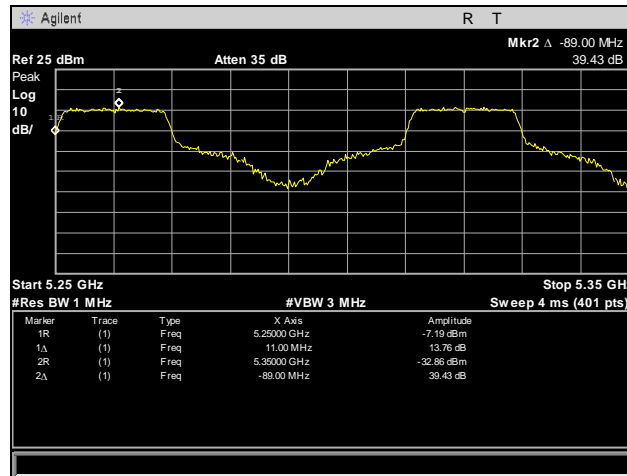 Agilent R T
Mkr2 Δ -89.00 MHz
Ref 25 dBm Atten 35 dB 39.43 dB
Peak
Log
10
dB/
2
1R
Start 5.25 GHz Stop 5.35 GH
#Res BW 1 MHz #VBW 3 MHz Sweep 4 ms (401 pts)
Marker Trace Type X Axis Amplitude
1R (1) Freq 5.25000 GHz -7.19 dBm
1Δ (1) Freq 11.00 MHz 13.76 dB
2R (1) Freq 5.35000 GHz -32.86 dBm
2Δ (1) Freq -89.00 MHz 39.43 dB